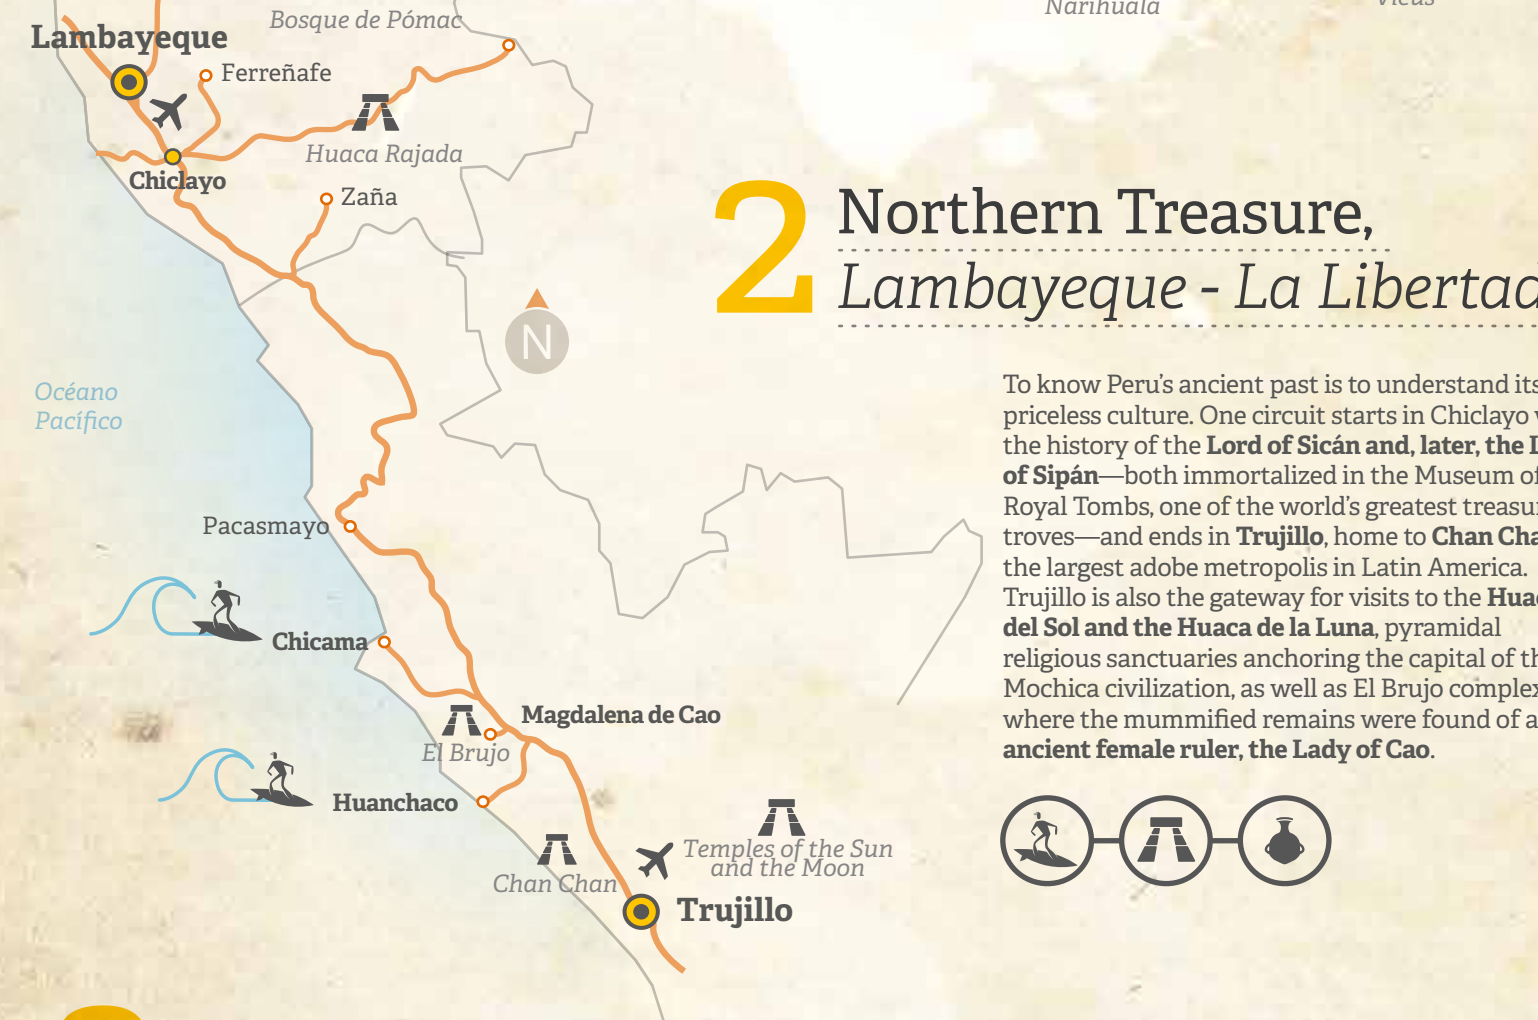 Bosque de Pómac
Narihualá
Vicús
Lambayeque
Ferreñafe
Huaca Rajada
Chiclayo
Zaña
2
Northern Treasure,
Lambayeque - La Libertad
N
Océano
Pacífico
Pacasmayo
Chicama
Magdalena de Cao
El Brujo
Huanchaco
Temples of the Sun
and the Moon
Chan Chan
Trujillo
To know Peru's ancient past is to understand its
priceless culture. One circuit starts in Chiclayo
the history of the Lord of Sicán and, later, the
of Sipán—both immortalized in the Museum of
Royal Tombs, one of the world's greatest
troves—and ends in Trujillo, home to Chan
the largest adobe metropolis in Latin America.
Trujillo is also the gateway for visits to the
del Sol and the Huaca de la Luna, pyramidal
religious sanctuaries anchoring the capital of
Mochica civilization, as well as El Brujo complex
where the mummified remains were found of
ancient female ruler, the Lady of Cao.